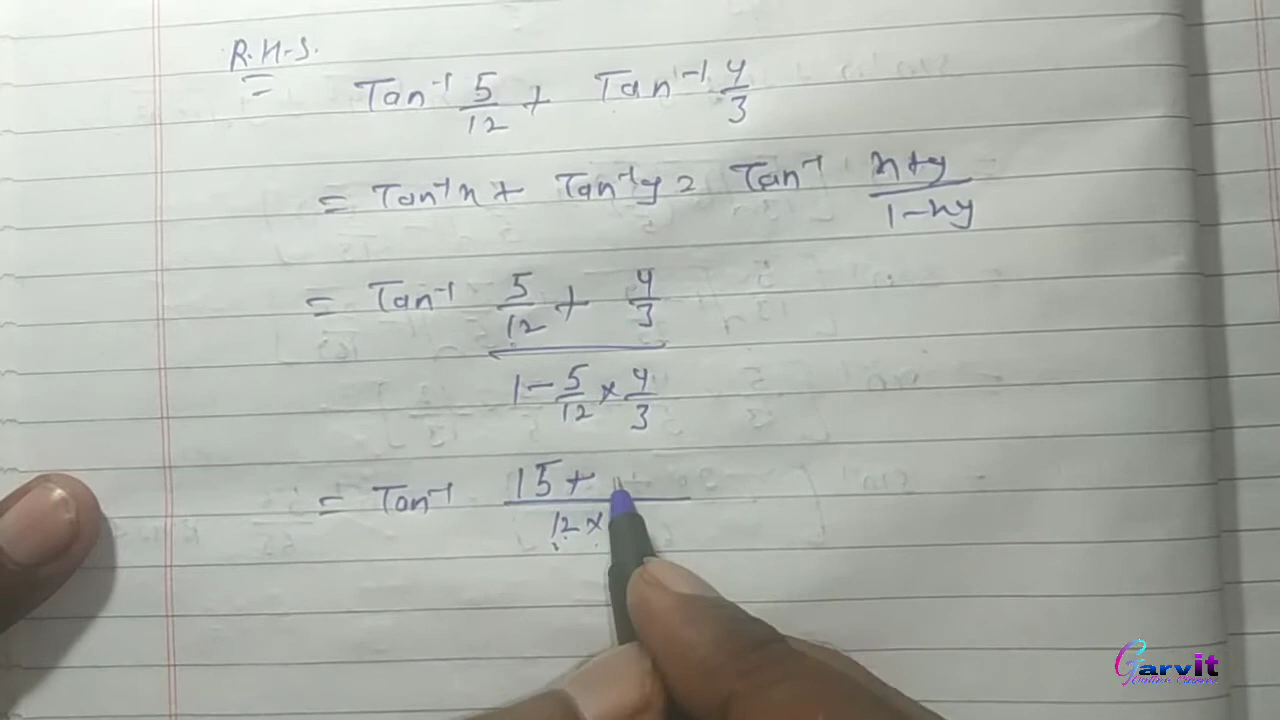 R.H.S.
= Tan⁻¹ 5/12 + Tan⁻¹ 4/3
= Tan⁻¹x + Tan⁻¹y = Tan⁻¹ x+y/1-xy
= Tan⁻¹ 5/12 + 4/3
1 - 5/12 × 4/3
= Tan⁻¹ 15+
12×
Garvit